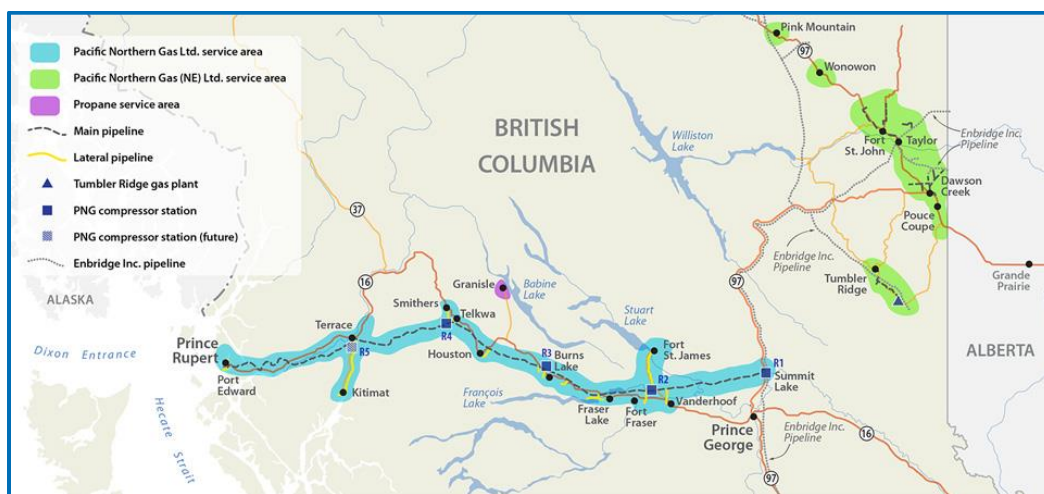 Pacific Northern Gas Ltd. service area
Pacific Northern Gas (NE) Ltd. service area
Propane service area
Main pipeline
Lateral pipeline
Tumbler Ridge gas plant
PNG compressor station
PNG compressor station (future)
Enbridge Inc. pipeline
ALASKA
Dixon Entrance
Hecate Strait
BRITISH
COLUMBIA
ALBERTA
Pink Mountain
97
Wonowon
Williston
Lake
Fort
St. John
Taylor
Enbridge Inc.
Pipeline
Dawson
Creek
Pouce
Coupe
Enbridge Inc.
Pipeline
Tumbler
Ridge
Grande
Prairie
37
16
Granisle
Babine
Lake
Smithers
Telkwa
R4
Terrace
R5
Prince
Rupert
Port
Edward
Kitimat
Houston
R3
Burns
Lake
Stuart
Lake
Fort
St. James
97
R1
Summit
Lake
François
Lake
R2
Fraser
Lake
Fort
Fraser
Vanderhoof
Prince
George
Enbridge Inc.
Pipeline
16
97